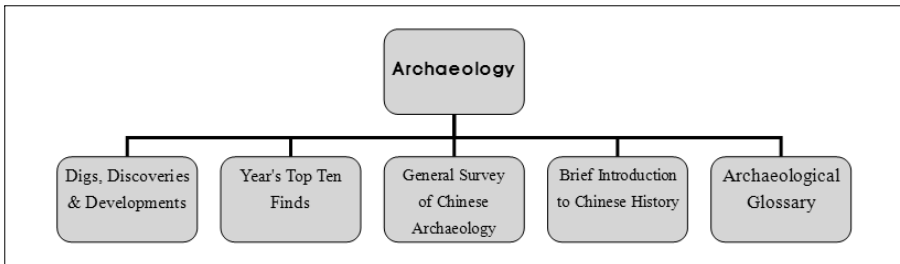 Archaeology
Digs, Discoveries
& Developments
Year's Top Ten
Finds
General Survey
of Chinese
Archaeology
Brief Introduction
to Chinese History
Archaeological
Glossary